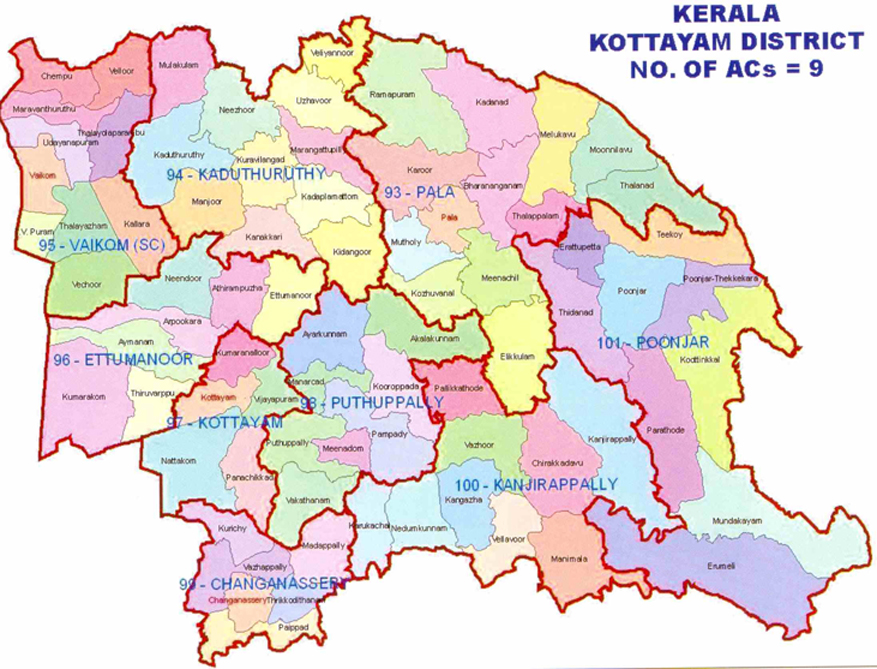 KERALA
KOTTAYAM DISTRICT
NO. OF ACs = 9
Veliyannoor
Mulakulam
Velloor
Chempu
Ramapuram
Uzhavoor
Kadanad
Maravanthuruthu
Neezhoor
Thalayolaparambu
Melukavu
Udayanapuram
Moonnilavu
Marangattupilly
Kaduthuruthy
Kuravilangad
94 - KADUTHURUTHY
Karoor
Vaikom
Bharananganam
Thalanad
93 - PALA
Kadaplamattom
Manjoor
Pala
Thalappalam
Kallara
Thalayazham
V. Puram
Teekoy
Kanakkari
Mutholy
95 - VAIKOM (SC)
Erattupetta
Kidangoor
Neendoor
Meenachil
Poonjar-Thekkekara
Vechoor
Athirampuzha
Poonjar
Ettumanoor
Kozhuvanal
Thidanad
Arpookara
Ayarkunnam
Akalakunnam
Aymanam
101 - POONJAR
Kumaranalloor
Elikkulam
96 - ETTUMANOOR
Koottinkkal
Manarcad
Kooroppada
Pallikkathode
Thiruvarppu
Kumarakom
Kottayam
Vijayapuram
98 - PUTHUPPALLY
97 - KOTTAYAM
Parathode
Pampady
Puthuppally
Kanjirappally
Meenadom
Vazhoor
Nattakom
Chirakkadavu
Panachikkad
100 - KANJIRAPPALLY
Vakathanam
Kangazha
Mundakayam
Kurichy
Karukachal
Nedumkunnam
Vellavoor
Madappally
Manimala
Vazhappally
Erumeli
99 - CHANGANASSERY
Changanassery
Thrikkodithanam
Paippad